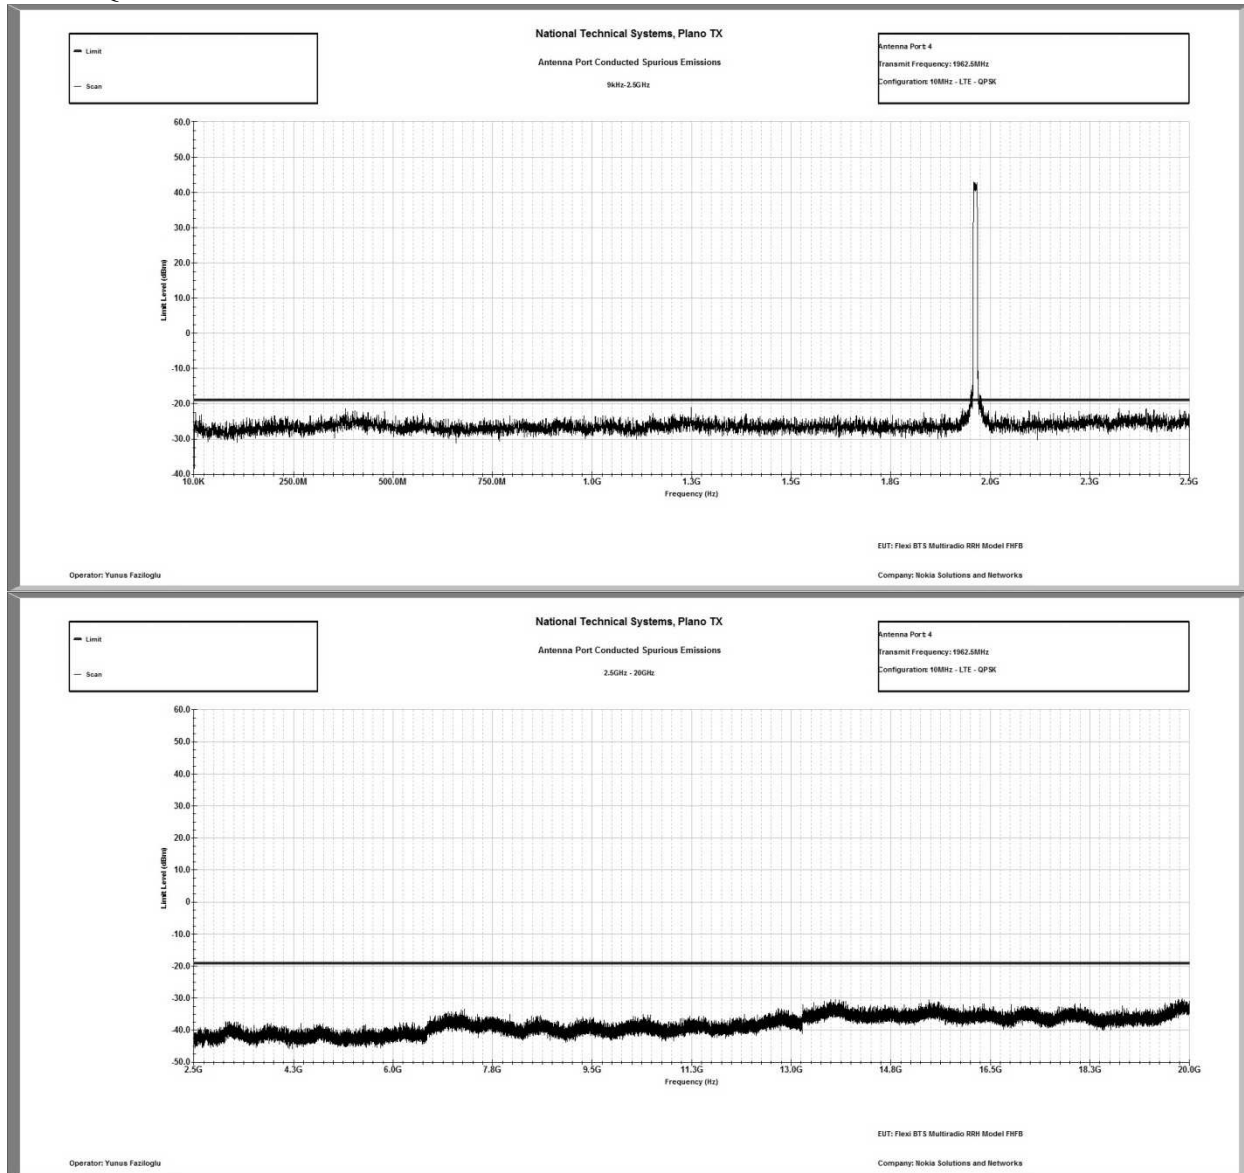 National Technical Systems, Plano TX
Limit
Antenna Port 4
Antenna Port Conducted Spurious Emissions
Transmit Frequency: 1962.5MHz
Configuration: 10MHz - LTE - QPSK
Scan
9kHz-2.5GHz
60.0
50.0
40.0
30.0
20.0
10.0
0
-10.0
-20.0
-30.0
-40.0
Limit Level (dBm)
10.0K 250.0M 500.0M 750.0M 1.0G 1.3G 1.5G 1.8G 2.0G 2.3G 2.5G
Frequency (Hz)
EUT: Flexi BTS Multiradio RRH Model FHFB
Operator: Yunus Faziloglu
Company: Nokia Solutions and Networks
National Technical Systems, Plano TX
Limit
Antenna Port 4
Antenna Port Conducted Spurious Emissions
Transmit Frequency: 1962.5MHz
Configuration: 10MHz - LTE - QPSK
Scan
2.5GHz - 20GHz
60.0
50.0
40.0
30.0
20.0
10.0
0
-10.0
-20.0
-30.0
-40.0
-50.0
Limit Level (dBm)
2.5G 4.3G 6.0G 7.8G 9.5G 11.3G 13.0G 14.8G 16.5G 18.3G 20.0G
Frequency (Hz)
EUT: Flexi BTS Multiradio RRH Model FHFB
Operator: Yunus Faziloglu
Company: Nokia Solutions and Networks